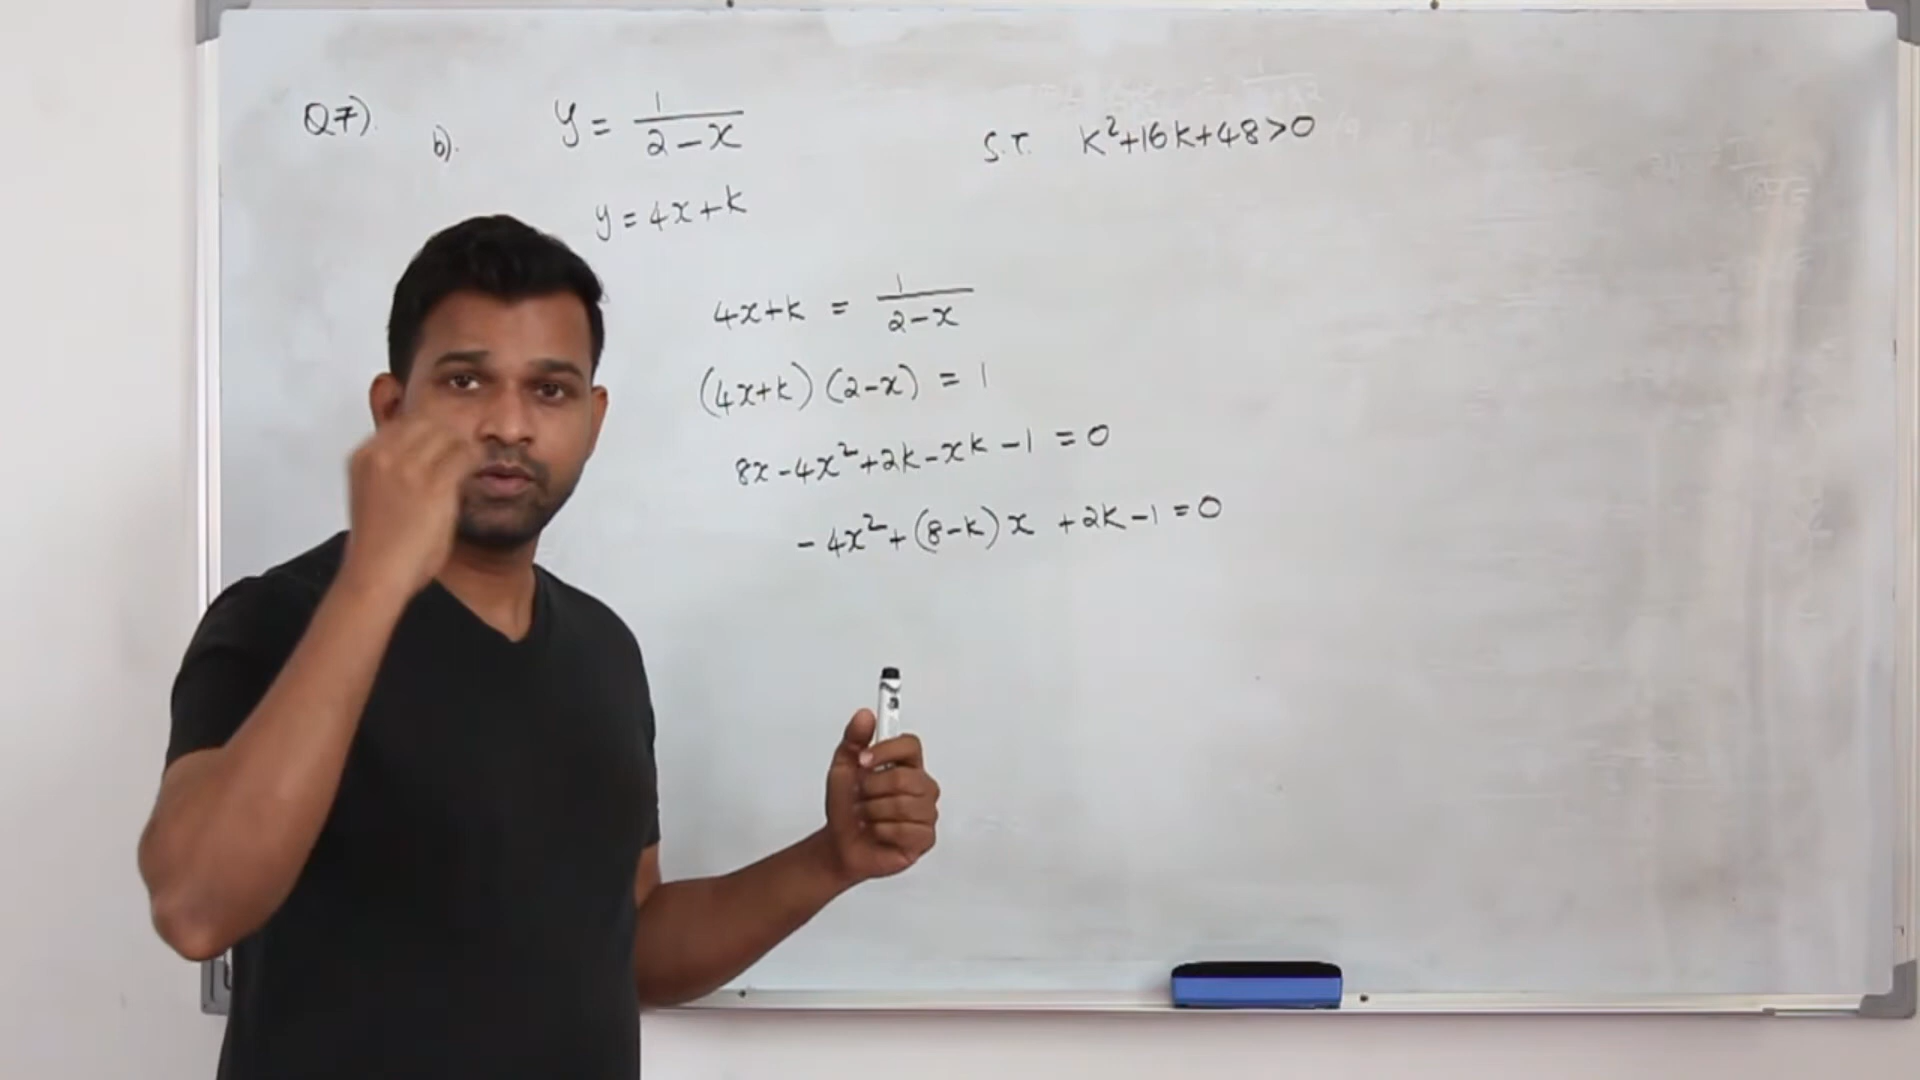 Q7).
b). y = 1/(2-x)
S.T. k²+16k+48>0
y = 4x+k
4x+k = 1/(2-x)
(4x+k)(2-x) = 1
8x-4x²+2k-xk-1 = 0
-4x²+(8-k)x+2k-1=0